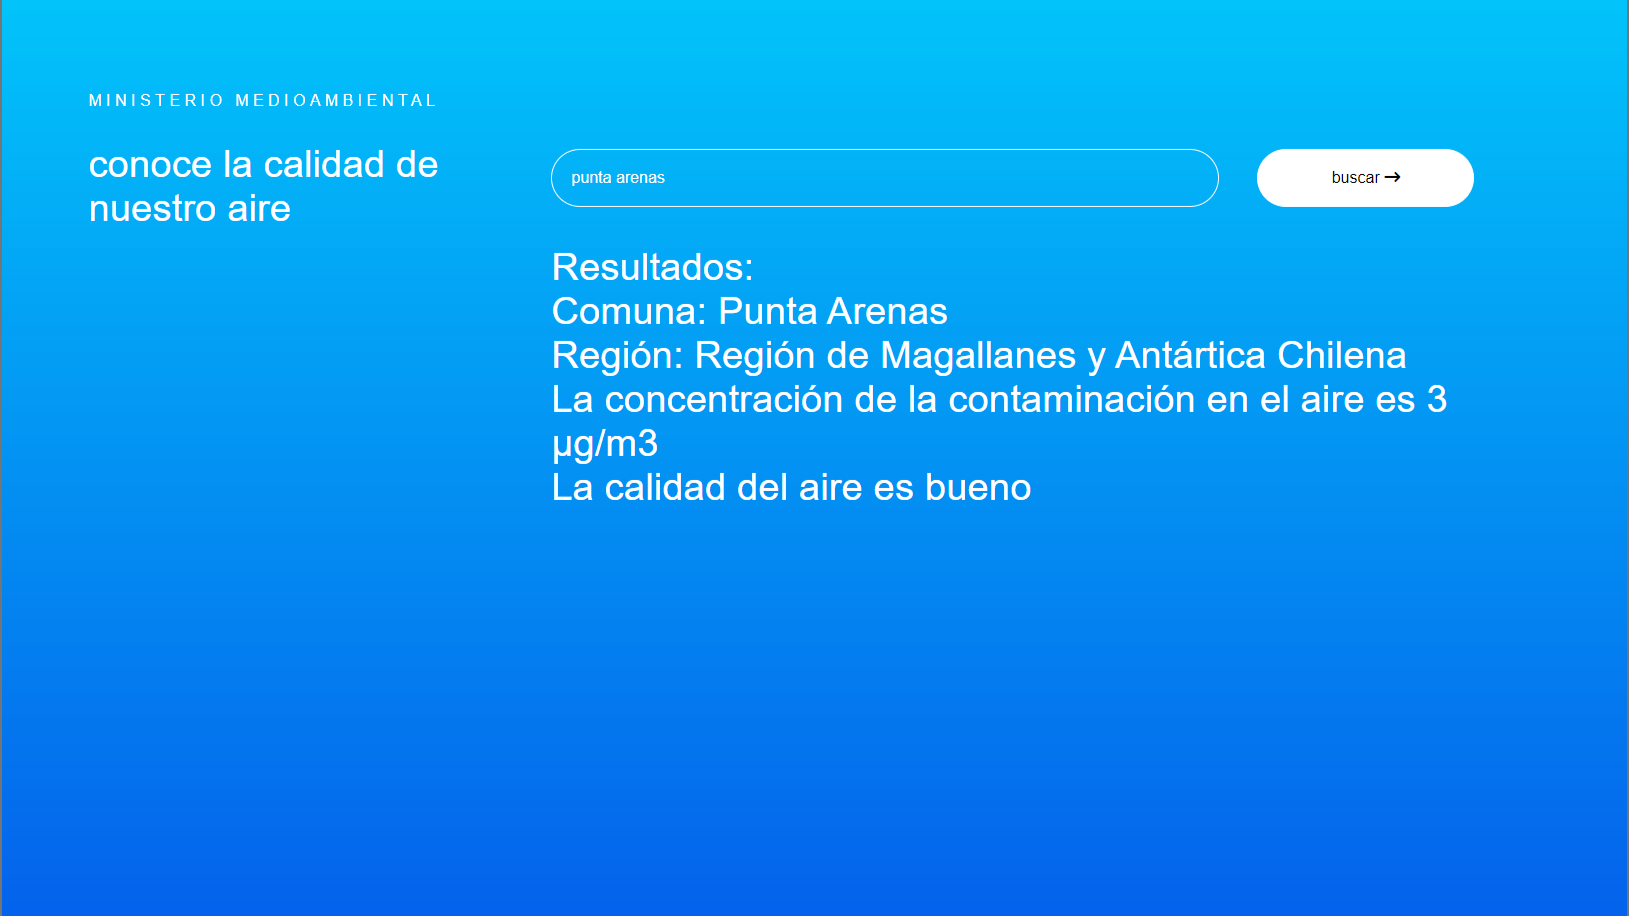 MINISTERIO MEDIOAMBIENTAL
conoce la calidad de
nuestro aire
punta arenas
buscar →
Resultados:
Comuna: Punta Arenas
Región: Región de Magallanes y Antártica Chilena
La concentración de la contaminación en el aire es 3
µg/m3
La calidad del aire es bueno